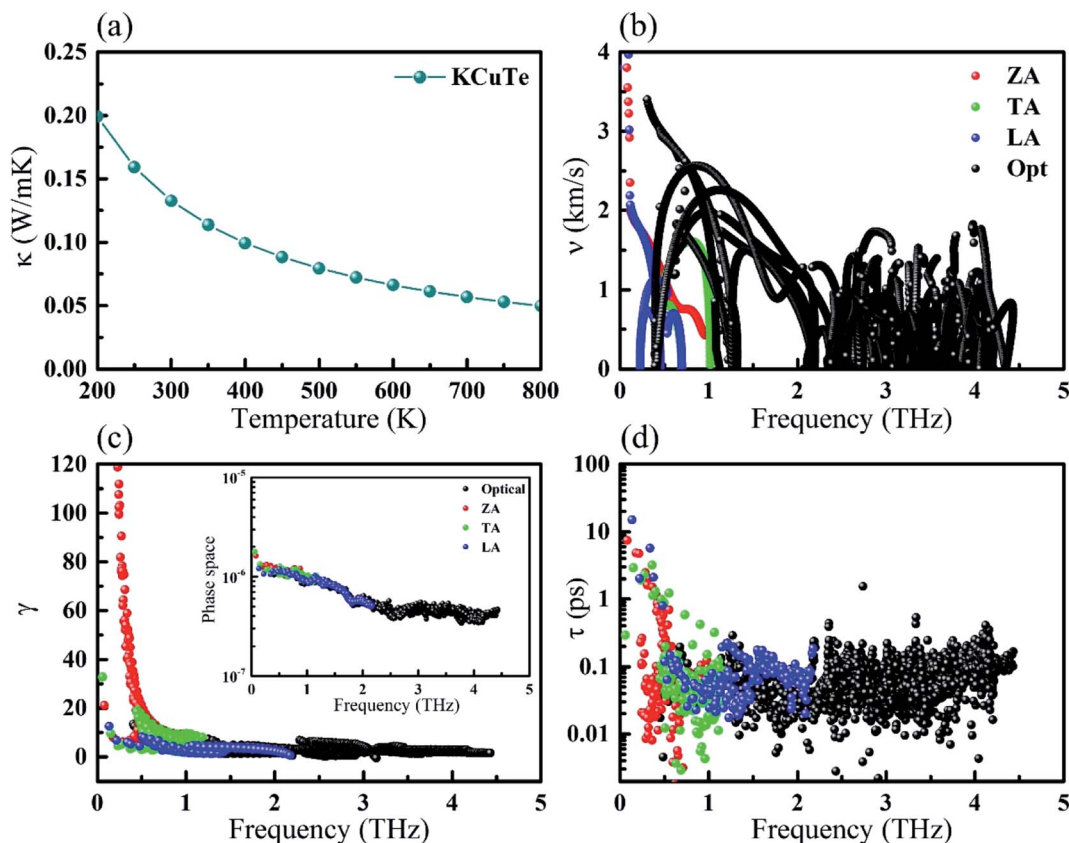 (a)
0.25
0.20
0.15
0.10
0.05
0.00
κ (W/mK)
KCuTe
200 300 400 500 600 700 800
Temperature (K)
(b)
4
3
2
1
0
ν (km/s)
ZA
TA
LA
Opt
0 1 2 3 4 5
Frequency (THz)
(c)
120
100
80
60
40
20
0
γ
10-5
10-6
10-7
Phase space
Optical
ZA
TA
LA
0 1 2 3 4 5
Frequency (THz)
0 1 2 3 4 5
Frequency (THz)
(d)
100
10
1
0.1
0.01
τ (ps)
0 1 2 3 4 5
Frequency (THz)